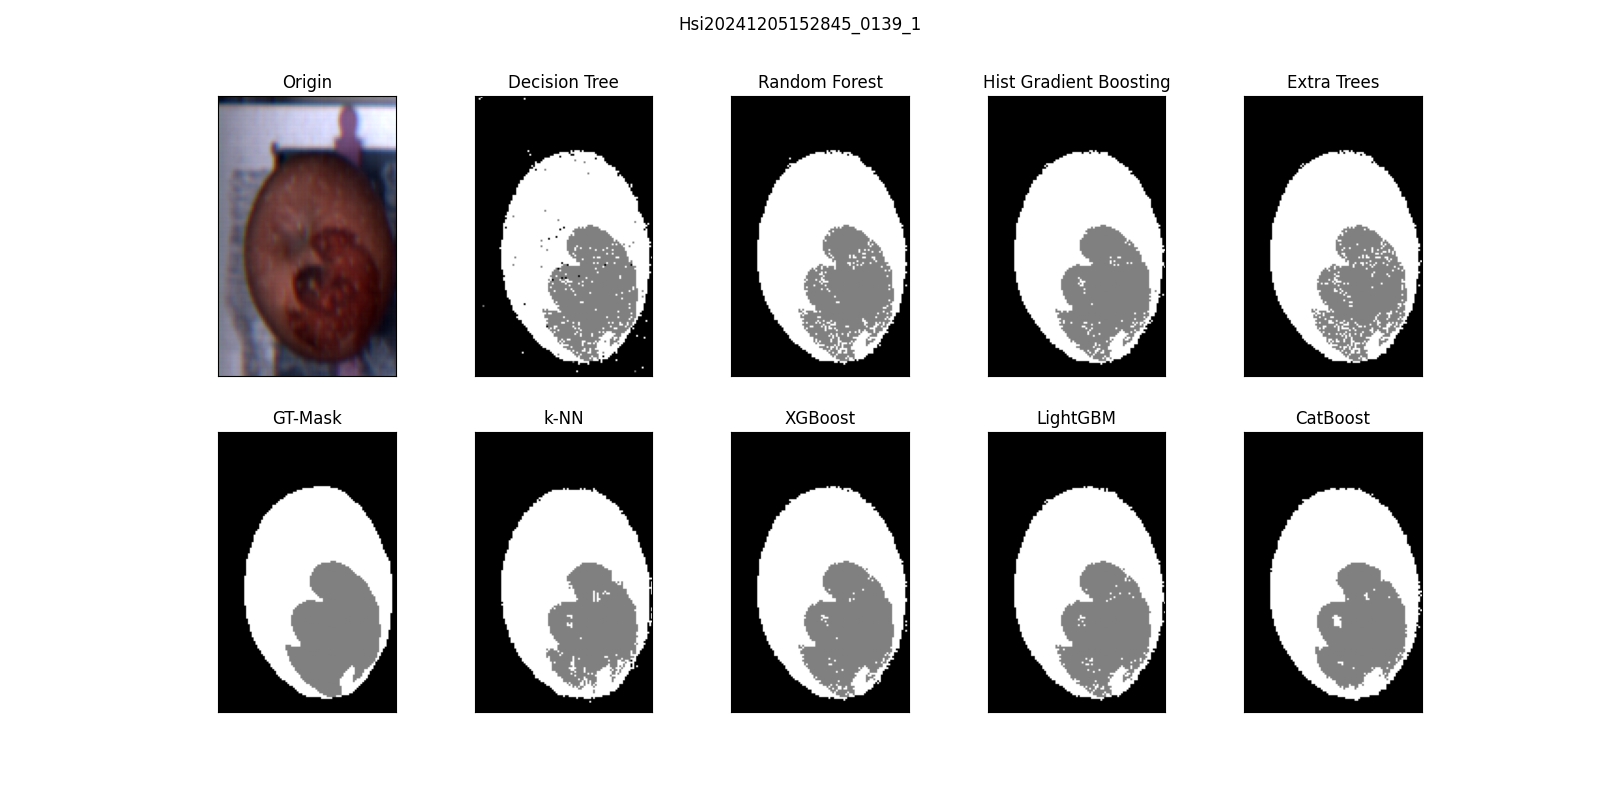 Hsi20241205152845_0139_1
Origin
Decision Tree
Random Forest
Hist Gradient Boosting
Extra Trees
GT-Mask
k-NN
XGBoost
LightGBM
CatBoost